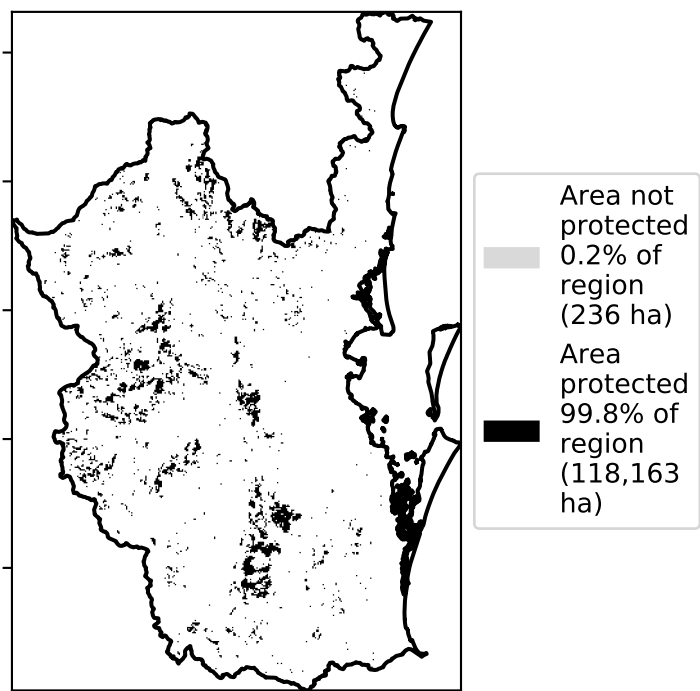 Area not
protected
0.2% of
region
(236 ha)
Area
protected
99.8% of
region
(118,163
ha)